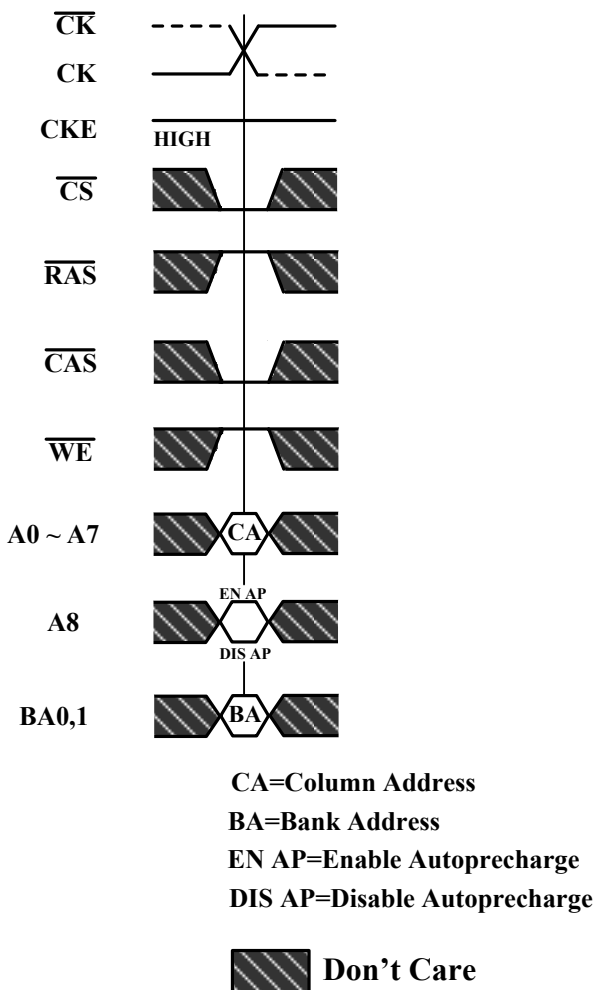 CK
CK
CKE
HIGH
CS
RAS
CAS
WE
A0 ~ A7
CA
EN AP
A8
DIS AP
BA0,1
BA
CA=Column Address
BA=Bank Address
EN AP=Enable Autoprecharge
DIS AP=Disable Autoprecharge
Don’t Care